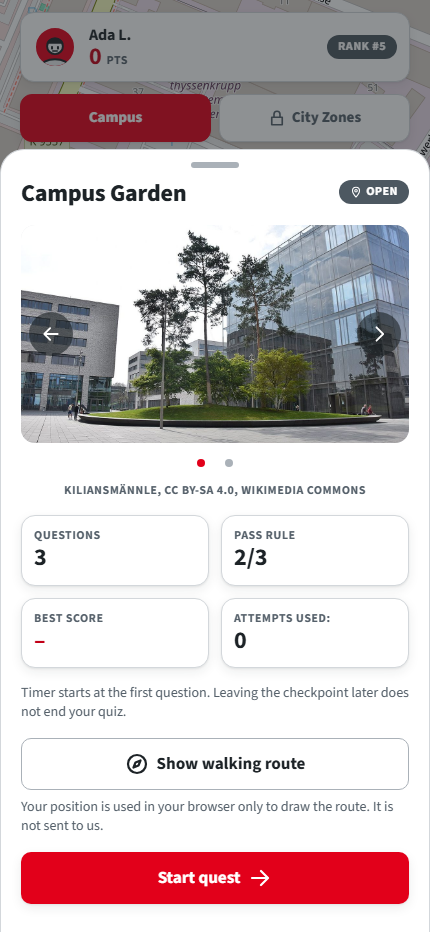 Ada L.
0 PTS
RANK #5
thyssenkrupp
37
51
Campus
City Zones
Campus Garden
OPEN
KILIANSMÄNNLE, CC BY-SA 4.0, WIKIMEDIA COMMONS
QUESTIONS
3
PASS RULE
2/3
BEST SCORE
–
ATTEMPTS USED:
0
Timer starts at the first question. Leaving the checkpoint later does
not end your quiz.
Show walking route
Your position is used in your browser only to draw the route. It is
not sent to us.
Start quest